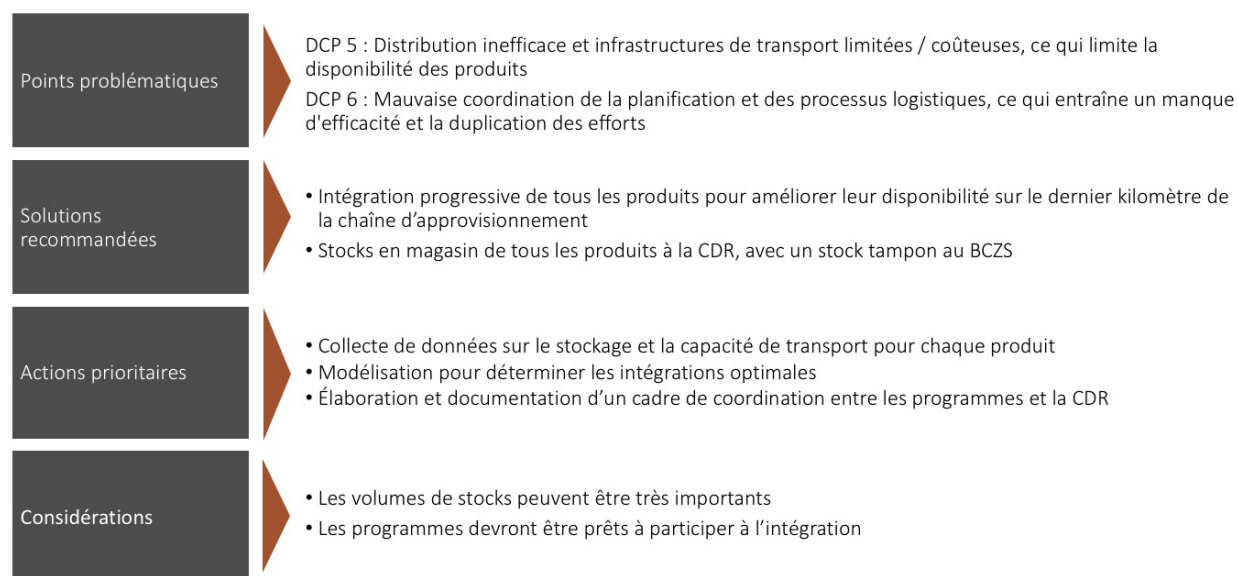 Points problématiques
DCP 5 : Distribution inefficace et infrastructures de transport limitées / coûteuses, ce qui limite la
disponibilité des produits
DCP 6 : Mauvaise coordination de la planification et des processus logistiques, ce qui entraîne un manque
d'efficacité et la duplication des efforts
Solutions
recommandées
• Intégration progressive de tous les produits pour améliorer leur disponibilité sur le dernier kilomètre de
la chaîne d’approvisionnement
• Stocks en magasin de tous les produits à la CDR, avec un stock tampon au BCZS
Actions prioritaires
• Collecte de données sur le stockage et la capacité de transport pour chaque produit
• Modélisation pour déterminer les intégrations optimales
• Élaboration et documentation d’un cadre de coordination entre les programmes et la CDR
Considérations
• Les volumes de stocks peuvent être très importants
• Les programmes devront être prêts à participer à l’intégration